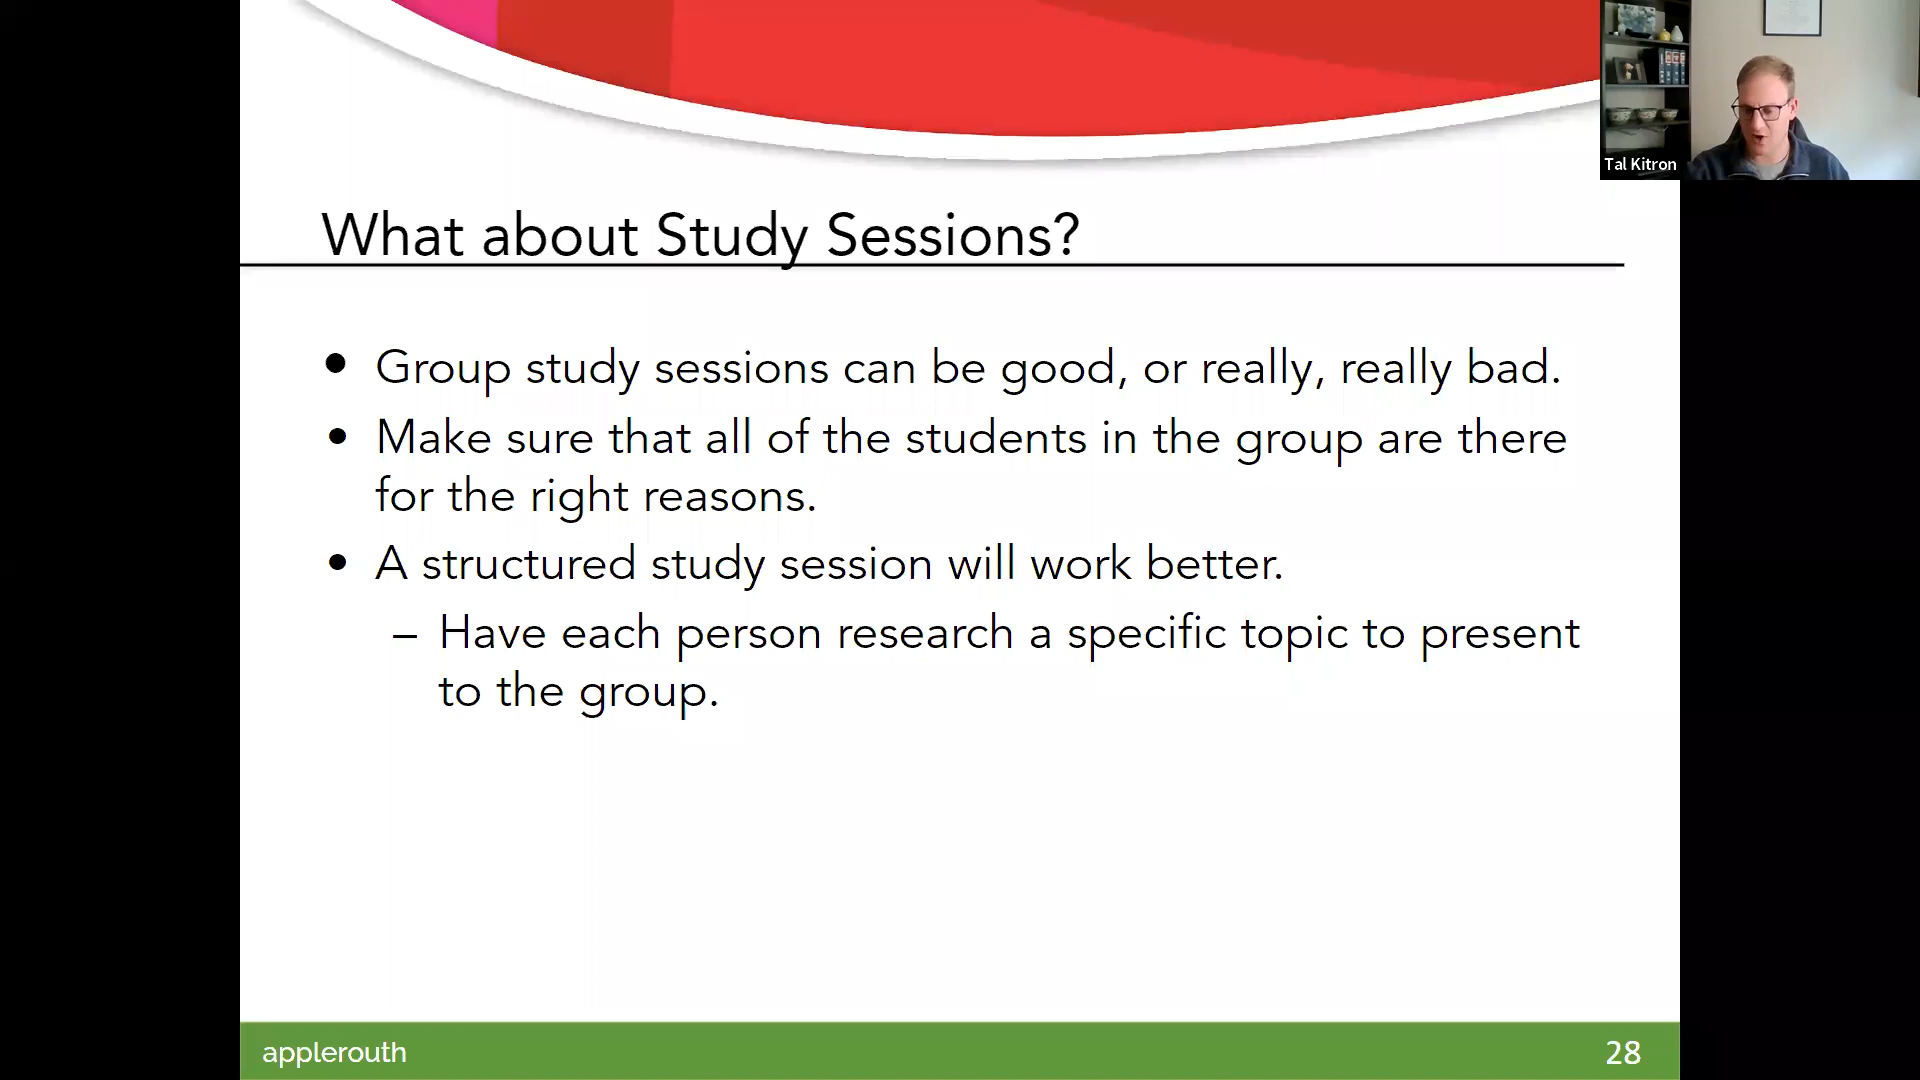 Tal Kitron
What about Study Sessions?
• Group study sessions can be good, or really, really bad.
• Make sure that all of the students in the group are there
for the right reasons.
• A structured study session will work better.
– Have each person research a specific topic to present
to the group.
applerouth
28